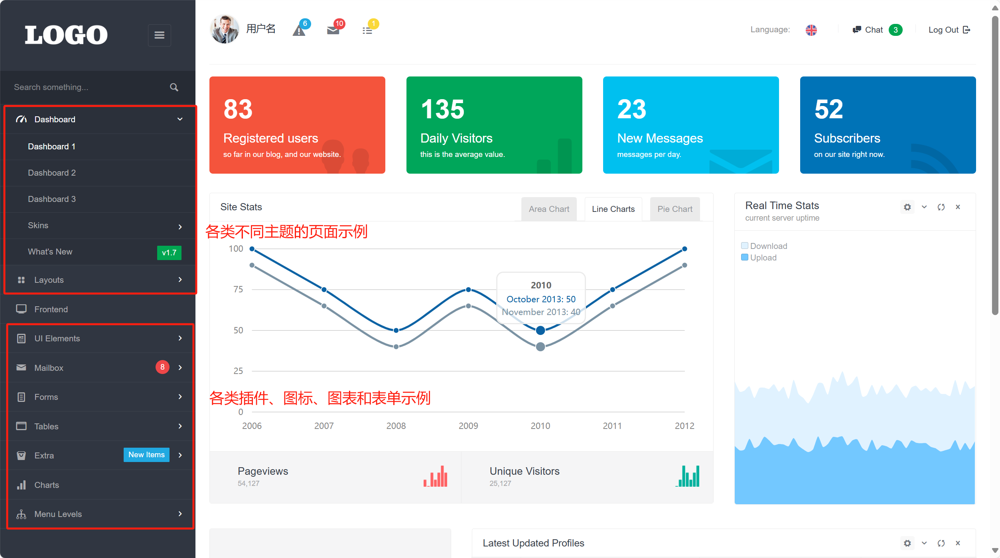 LOGO
Search something...
Dashboard
Dashboard 1
Dashboard 2
Dashboard 3
Skins
What's New
v1.7
Layouts
Frontend
UI Elements
Mailbox
8
Forms
Tables
Extra
New Items
Charts
Menu Levels
用户名
6
10
1
Language:
Chat
3
Log Out
83
Registered users
so far in our blog, and our website.
135
Daily Visitors
this is the average value.
23
New Messages
messages per day.
52
Subscribers
on our site right now.
Site Stats
Area Chart
Line Charts
Pie Chart
各类不同主题的页面示例
100
75
50
25
0
2010
October 2013: 50
November 2013: 40
各类插件、图标、图表和表单示例
2006
2007
2008
2009
2010
2011
2012
Pageviews
54,127
Unique Visitors
25,127
Real Time Stats
current server uptime
Download
Upload
Latest Updated Profiles